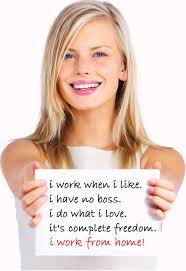 i work when i like.
i have no boss.
i do what i love.
it's complete freedom.
i work from home!